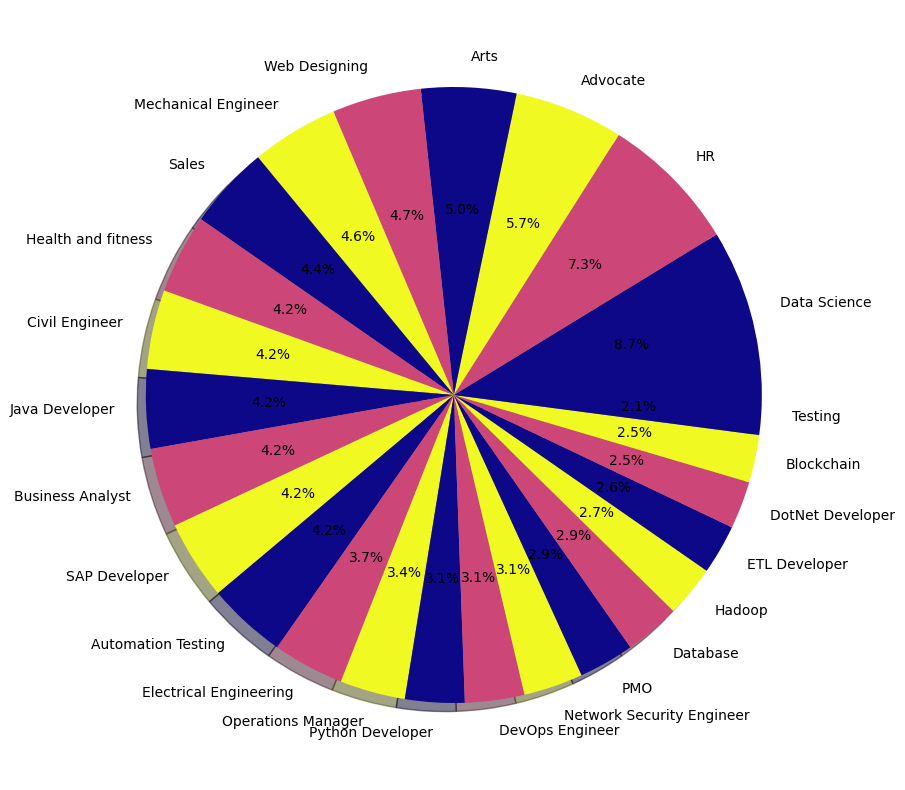 Arts
Web Designing
Advocate
Mechanical Engineer
HR
Sales
Health and fitness
Data Science
Civil Engineer
Java Developer
Testing
Blockchain
Business Analyst
DotNet Developer
SAP Developer
ETL Developer
Hadoop
Automation Testing
Database
Electrical Engineering
PMO
Operations Manager
Network Security Engineer
Python Developer
DevOps Engineer
5.0%
4.7%
5.7%
4.6%
7.3%
4.4%
4.2%
8.7%
4.2%
4.2%
2.1%
2.5%
4.2%
2.5%
4.2%
2.6%
2.7%
4.2%
2.9%
3.7%
2.9%
3.4%
3.1%
3.1%
3.1%